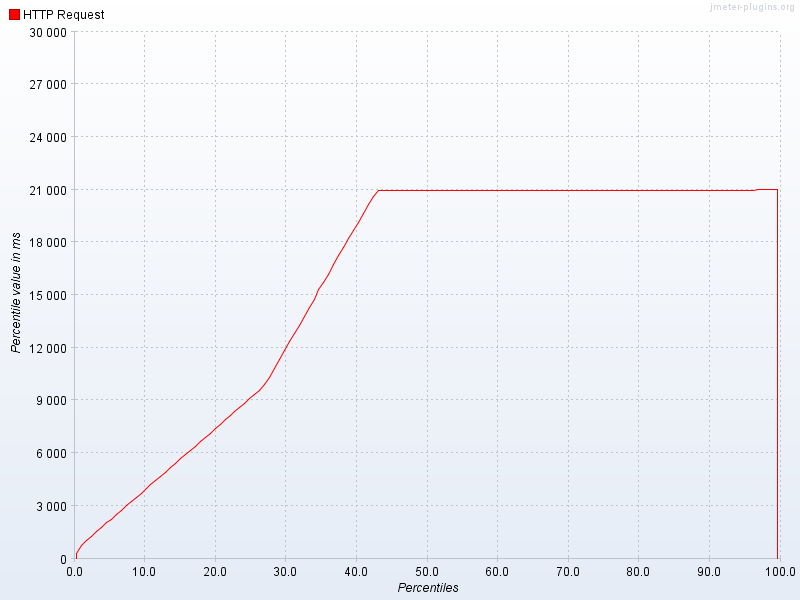 HTTP Request
jmeter-plugins.org
30 000
27 000
24 000
21 000
18 000
15 000
12 000
9 000
6 000
3 000
0
Percentile value in ms
0.0 10.0 20.0 30.0 40.0 50.0 60.0 70.0 80.0 90.0 100.0
Percentiles